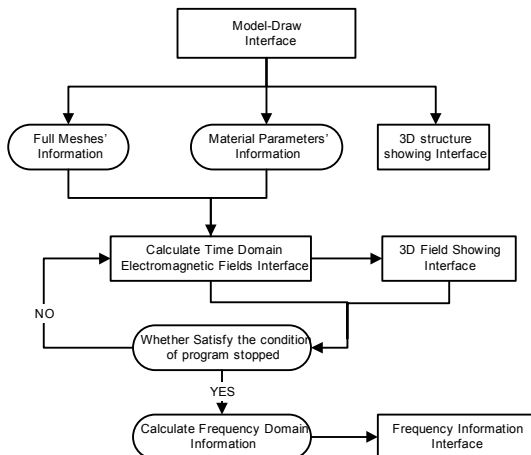 Model-Draw
Interface
Full Meshes'
Information
Material Parameters'
Information
3D structure
showing Interface
Calculate Time Domain
Electromagnetic Fields Interface
3D Field Showing
Interface
NO
Whether Satisfy the condition
of program stopped
YES
Calculate Frequency Domain
Information
Frequency Information
Interface